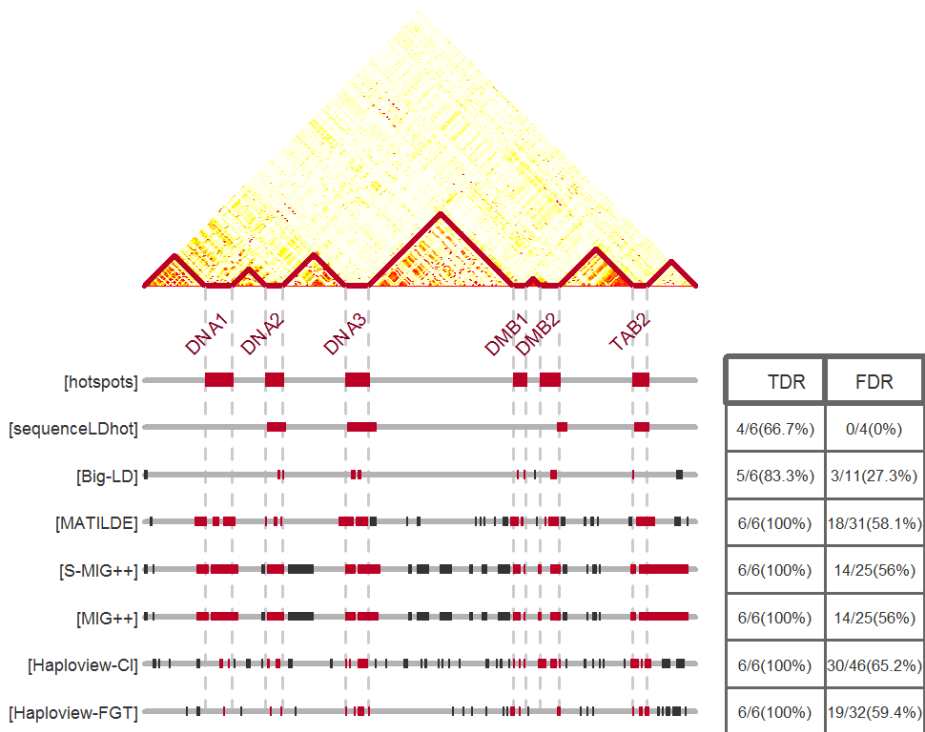 DNA1 DNA2 DNA3 DMB1 DMB2 TAB2
TDR FDR
[hotspots]
[sequenceLDhot] 4/6(66.7%) 0/4(0%)
[Big-LD] 5/6(83.3%) 3/11(27.3%)
[MATILDE] 6/6(100%) 18/31(58.1%)
[S-MIG++] 6/6(100%) 14/25(56%)
[MIG++] 6/6(100%) 14/25(56%)
[Haploview-CI] 6/6(100%) 30/46(65.2%)
[Haploview-FGT] 6/6(100%) 19/32(59.4%)